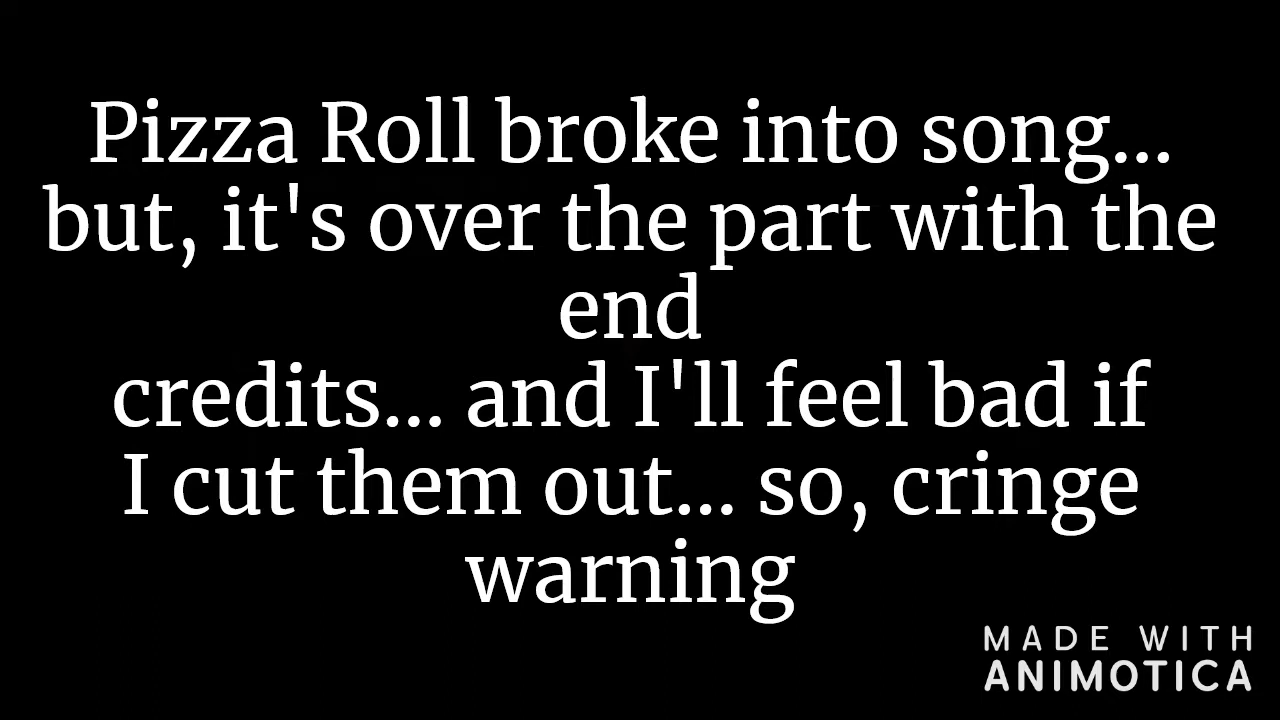 Pizza Roll broke into song...
but, it's over the part with the
end
credits... and I'll feel bad if
I cut them out... so, cringe
warning
MADE WITH
ANIMOTICA